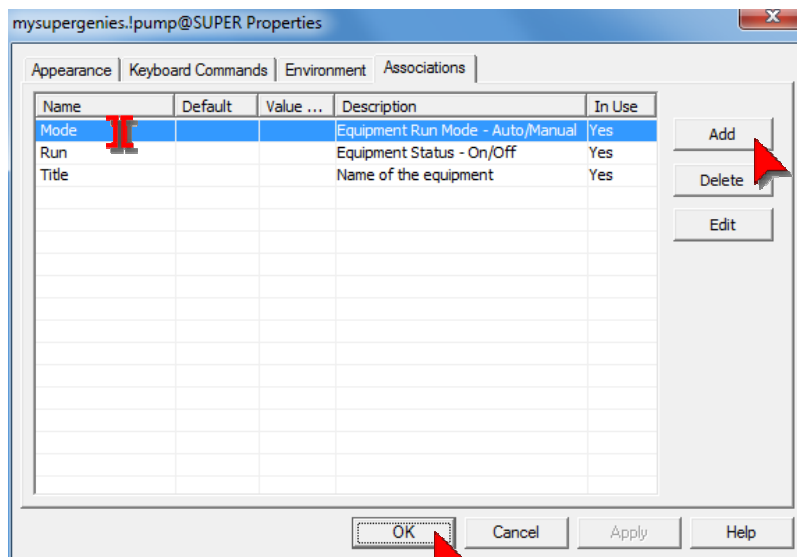 mysupergenies.!pump@SUPER Properties
Appearance Keyboard Commands Environment Associations
Name Default Value ... Description In Use
Mode Equipment Run Mode - Auto/Manual Yes
Run Equipment Status - On/Off Yes
Title Name of the equipment Yes
Add
Delete
Edit
OK Cancel Apply Help